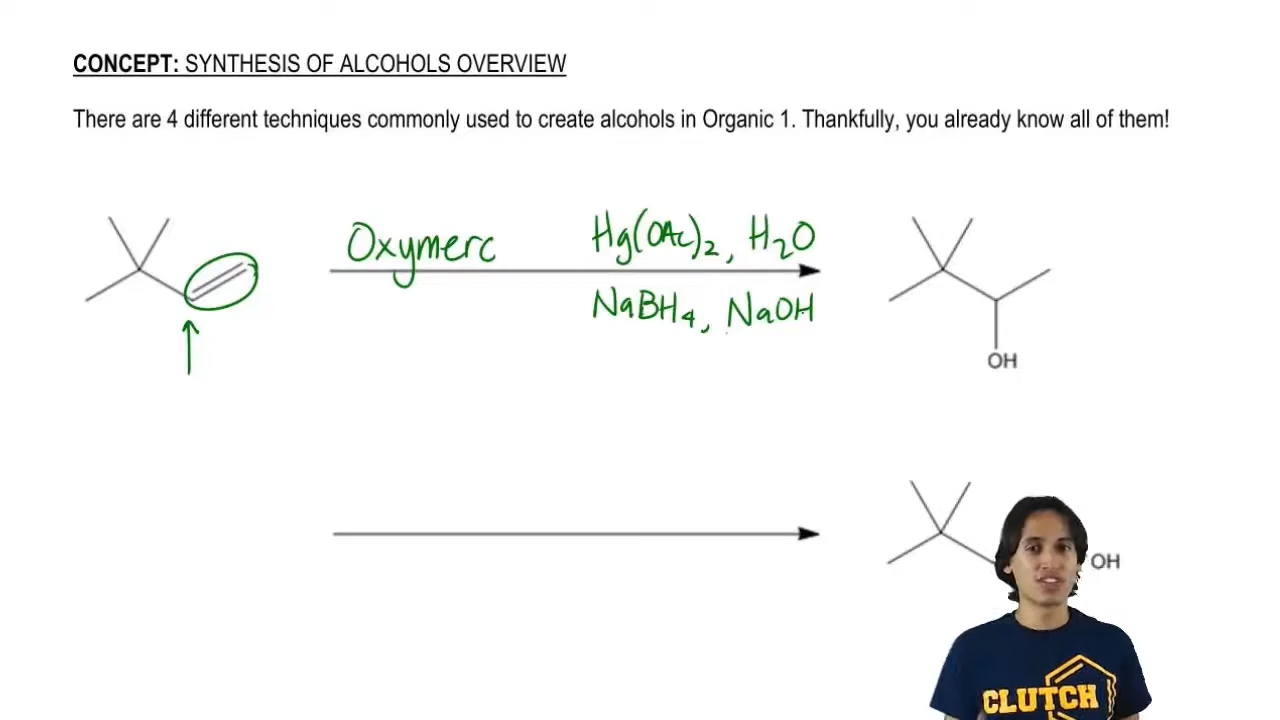 CONCEPT: SYNTHESIS OF ALCOHOLS OVERVIEW
There are 4 different techniques commonly used to create alcohols in Organic 1. Thankfully, you already know all of them!
Oxymerc Hg(OAc)2, H2O
NaBH4, NaOH
OH
OH
CLUTCH